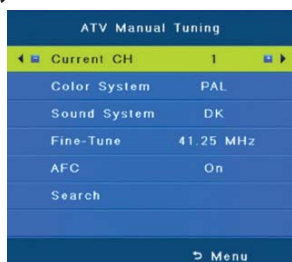 ATV Manual Tuning
Current CH 1
Color System PAL
Sound System DK
Fine-Tune 41.25 MHz
AFC On
Search
Menu